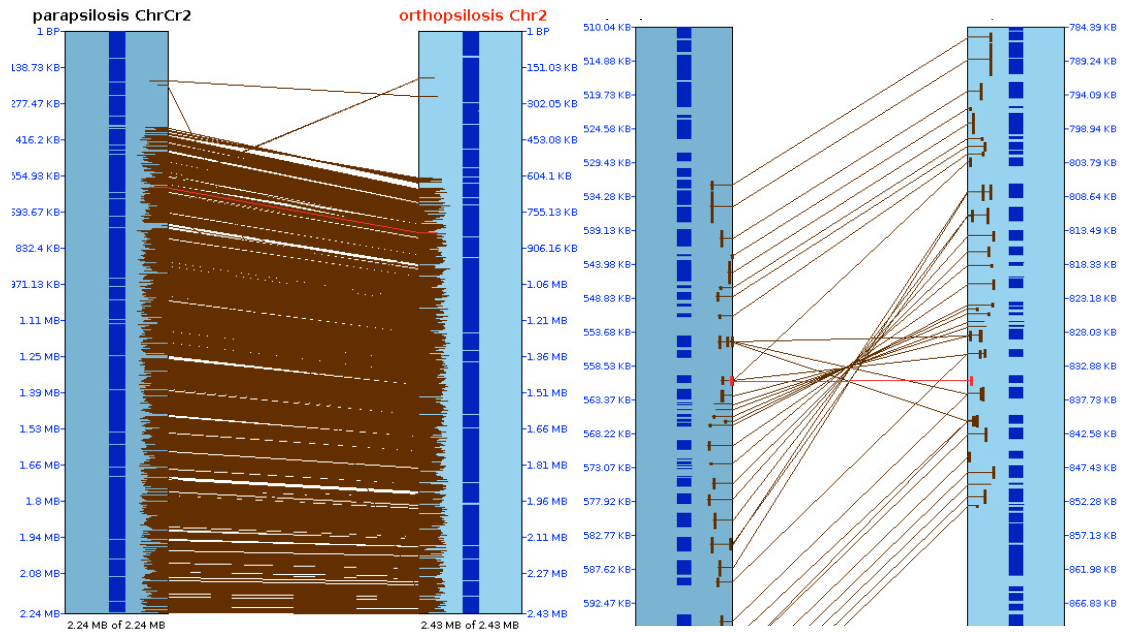 parapsilosis ChrCr2
orthopsilosis Chr2
1 BP
138.73 KB
277.47 KB
416.2 KB
554.93 KB
593.67 KB
832.4 KB
971.13 KB
1.11 MB
1.25 MB
1.39 MB
1.53 MB
1.66 MB
1.8 MB
1.94 MB
2.08 MB
2.24 MB
2.24 MB of 2.24 MB
1 BP
151.03 KB
302.05 KB
453.08 KB
604.1 KB
755.13 KB
906.16 KB
1.06 MB
1.21 MB
1.36 MB
1.51 MB
1.66 MB
1.81 MB
1.96 MB
2.11 MB
2.27 MB
2.43 MB
2.43 MB of 2.43 MB
510.04 KB
514.88 KB
519.73 KB
524.58 KB
529.43 KB
534.28 KB
539.13 KB
543.98 KB
548.83 KB
553.68 KB
558.53 KB
563.37 KB
568.22 KB
573.07 KB
577.92 KB
582.77 KB
587.62 KB
592.47 KB
784.39 KB
789.24 KB
794.09 KB
798.94 KB
803.79 KB
808.64 KB
813.49 KB
818.33 KB
823.18 KB
828.03 KB
832.88 KB
837.73 KB
842.58 KB
847.43 KB
852.28 KB
857.13 KB
861.98 KB
866.83 KB